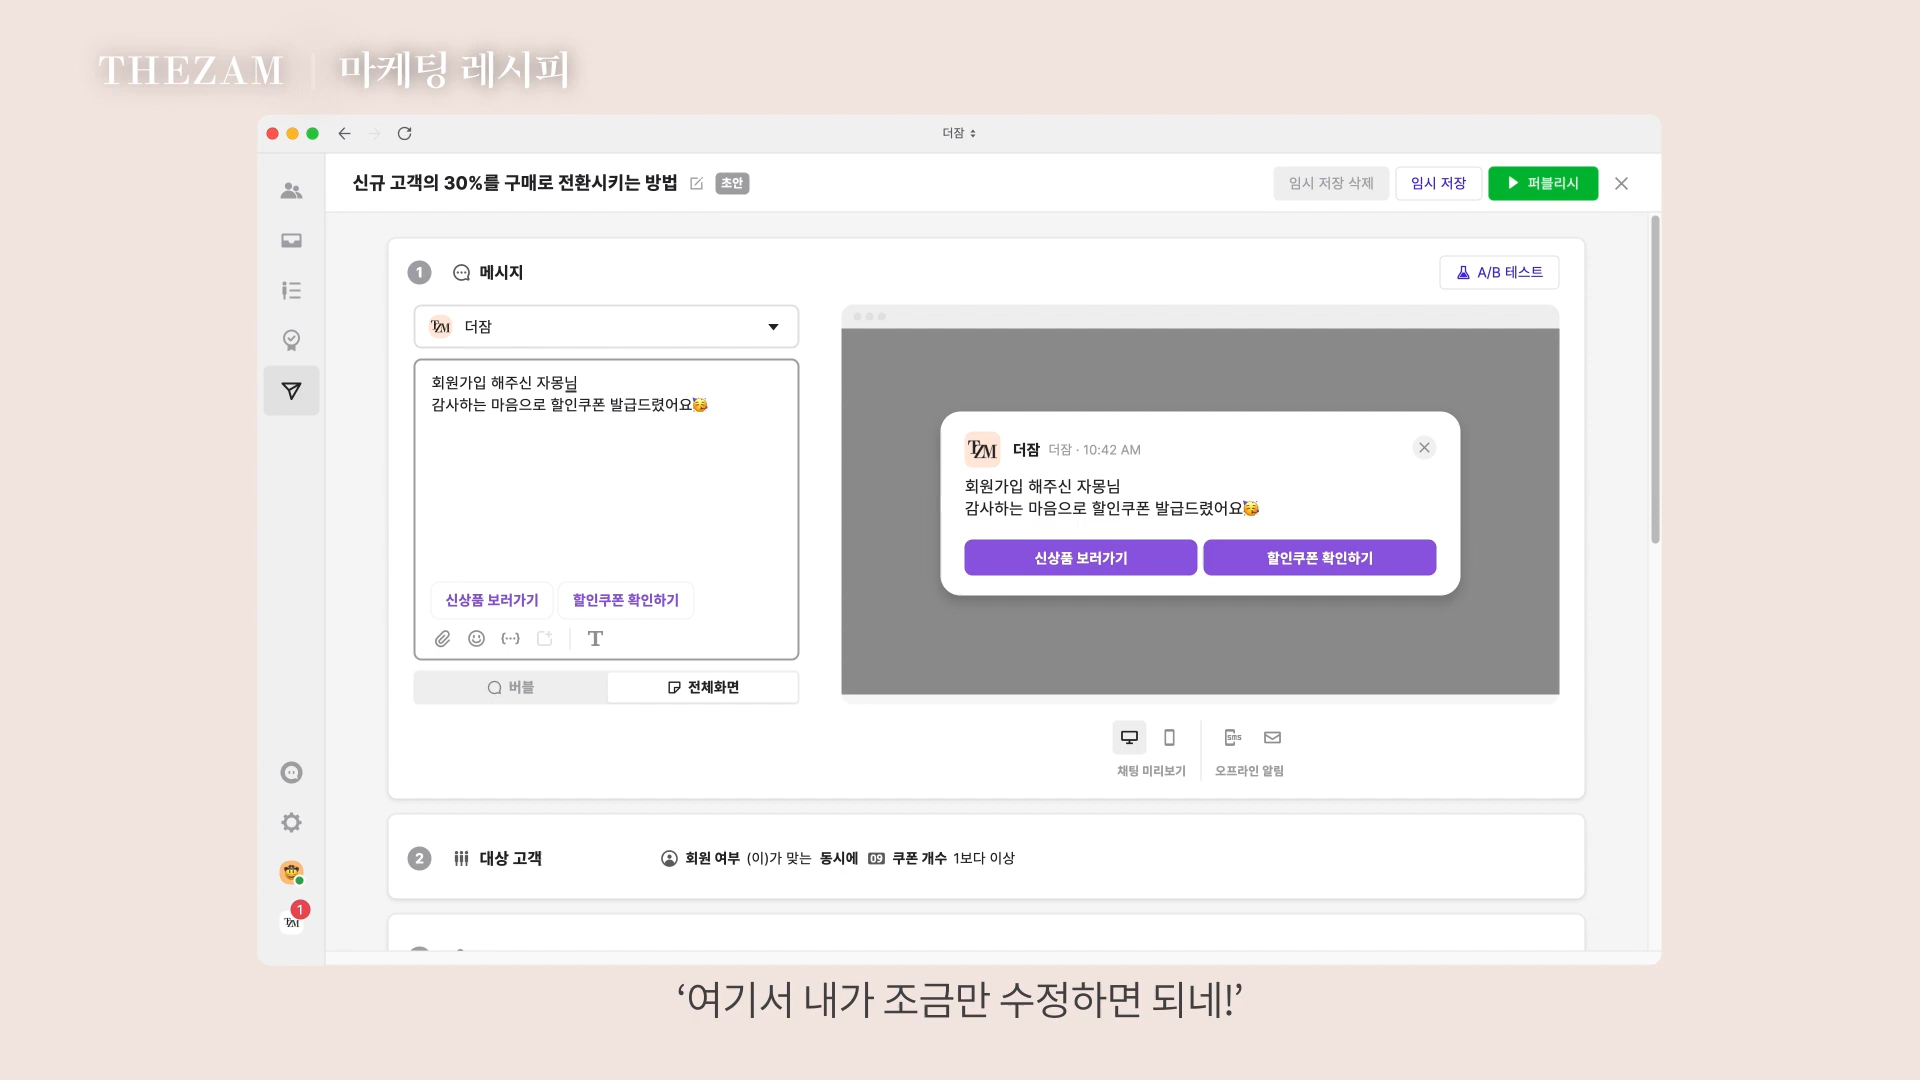 THEZAM | 마케팅 레시피
더잠
신규 고객의 30%를 구매로 전환시키는 방법
초안
임시 저장 삭제
임시 저장
퍼블리시
1 메시지
A/B 테스트
TZM 더잠
회원가입 해주신 자몽님
감사하는 마음으로 할인쿠폰 발급드렸어요🥳
신상품 보러가기
할인쿠폰 확인하기
T
버블
전체화면
TZM 더잠 더잠 · 10:42 AM
회원가입 해주신 자몽님
감사하는 마음으로 할인쿠폰 발급드렸어요🥳
신상품 보러가기
할인쿠폰 확인하기
SMS
채팅 미리보기
오프라인 알림
2 대상 고객
회원 여부 (이)가 맞는 동시에 09 쿠폰 개수 1보다 이상
1
TZM
‘여기서 내가 조금만 수정하면 되네!’